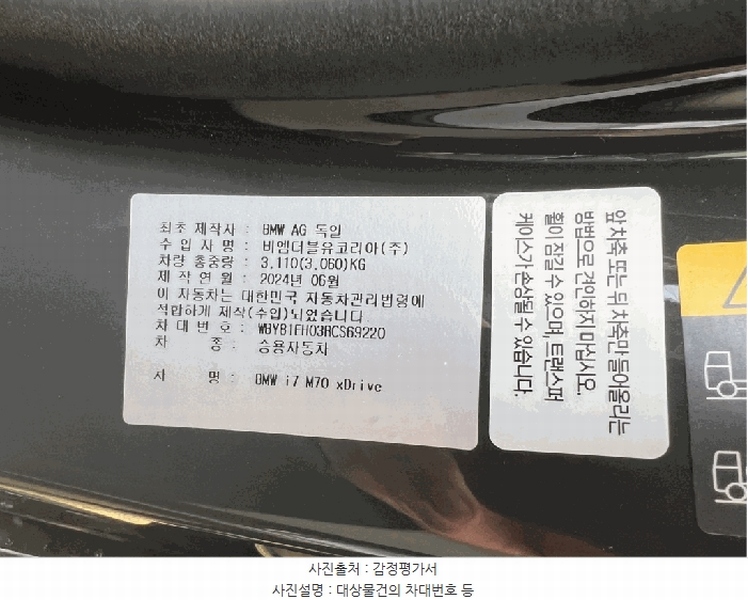 최초 제작사 : BMW AG 독일
수 입 자 명 : 비엠더블유코리아(주)
차량 총중량 : 3,110(3,060)KG
제 작 연 월 : 2024년 06월
이 자동차는 대한민국 자동차관리법령에
적합하게 제작(수입)되었습니다
차 대 번 호 : WBYB1FH03RCS69220
차 종 : 승용자동차
차 명 : BMW i7 M70 xDrive
앞 차축 또는 뒤 차축만 들어올리는
방법으로 견인하지 마십시오.
휠이 잠길 수 있으며, 트랜스퍼
케이스가 손상될 수 있습니다.
사진출처 : 감정평가서
사진설명 : 대상물건의 차대번호 등